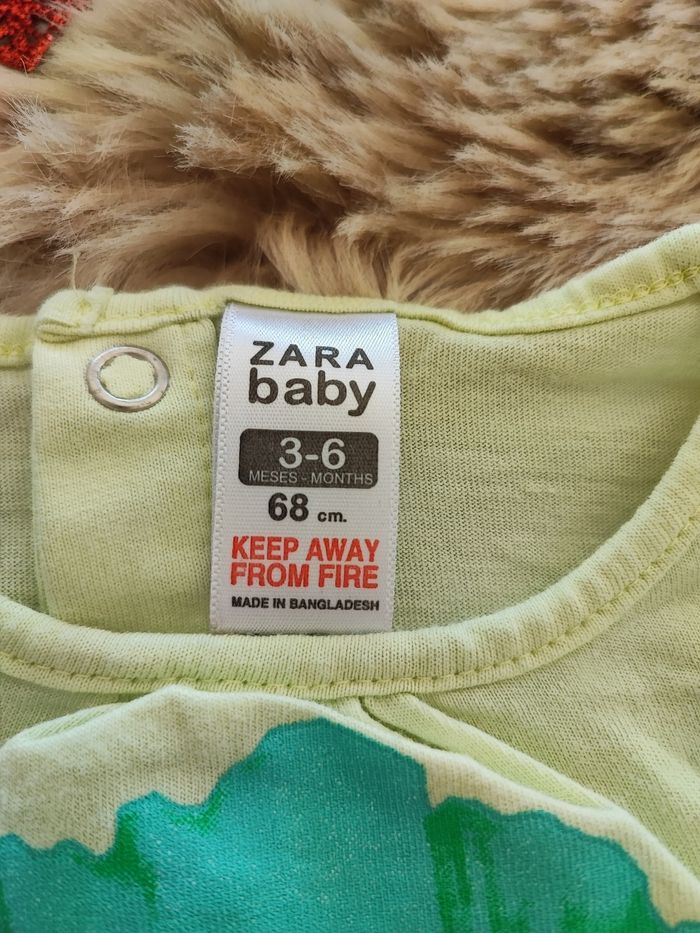 ZARA
baby
3-6
MESES - MONTHS
68 cm.
KEEP AWAY
FROM FIRE
MADE IN BANGLADESH